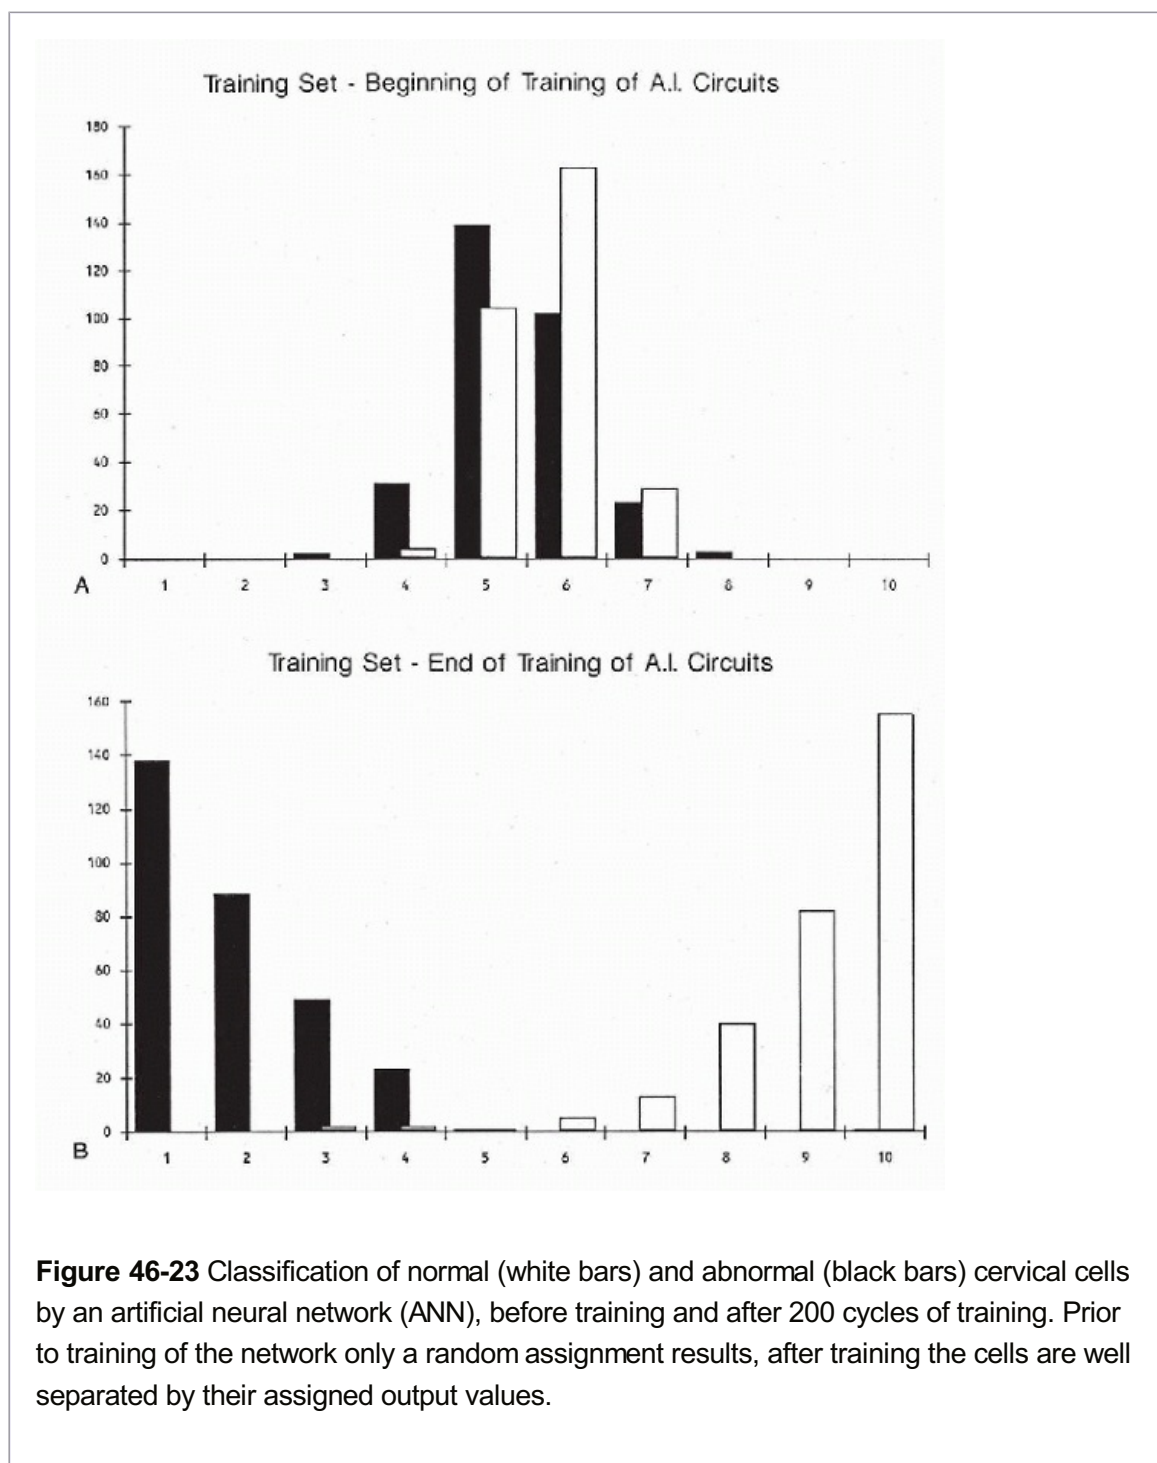 Training Set - Beginning of Training of A.I. Circuits
180
160
140
120
100
80
60
40
20
0
A
1 2 3 4 5 6 7 8 9 10
Training Set - End of Training of A.I. Circuits
160
140
120
100
80
60
40
20
0
B
1 2 3 4 5 6 7 8 9 10
Figure 46-23 Classification of normal (white bars) and abnormal (black bars) cervical cells
by an artificial neural network (ANN), before training and after 200 cycles of training. Prior
to training of the network only a random assignment results, after training the cells are well
separated by their assigned output values.